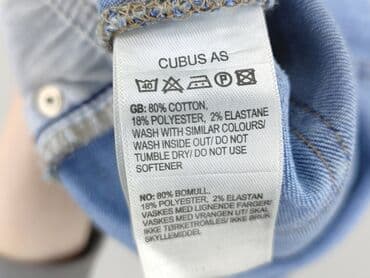 CUBUS AS
40 P
GB: 80% COTTON,
18% POLYESTER, 2% ELASTANE
WASH WITH SIMILAR COLOURS/
WASH INSIDE OUT/ DO NOT
TUMBLE DRY/ DO NOT USE
SOFTENER
NO: 80% BOMULL,
18% POLYESTER, 2% ELASTAN
VASKES MED LIGNENDE FARGER/
VASKES MED VRANGEN UT/ SKAL
IKKE TØRKETROMLES/ IKKE BRUK
SKYLLEMIDDEL